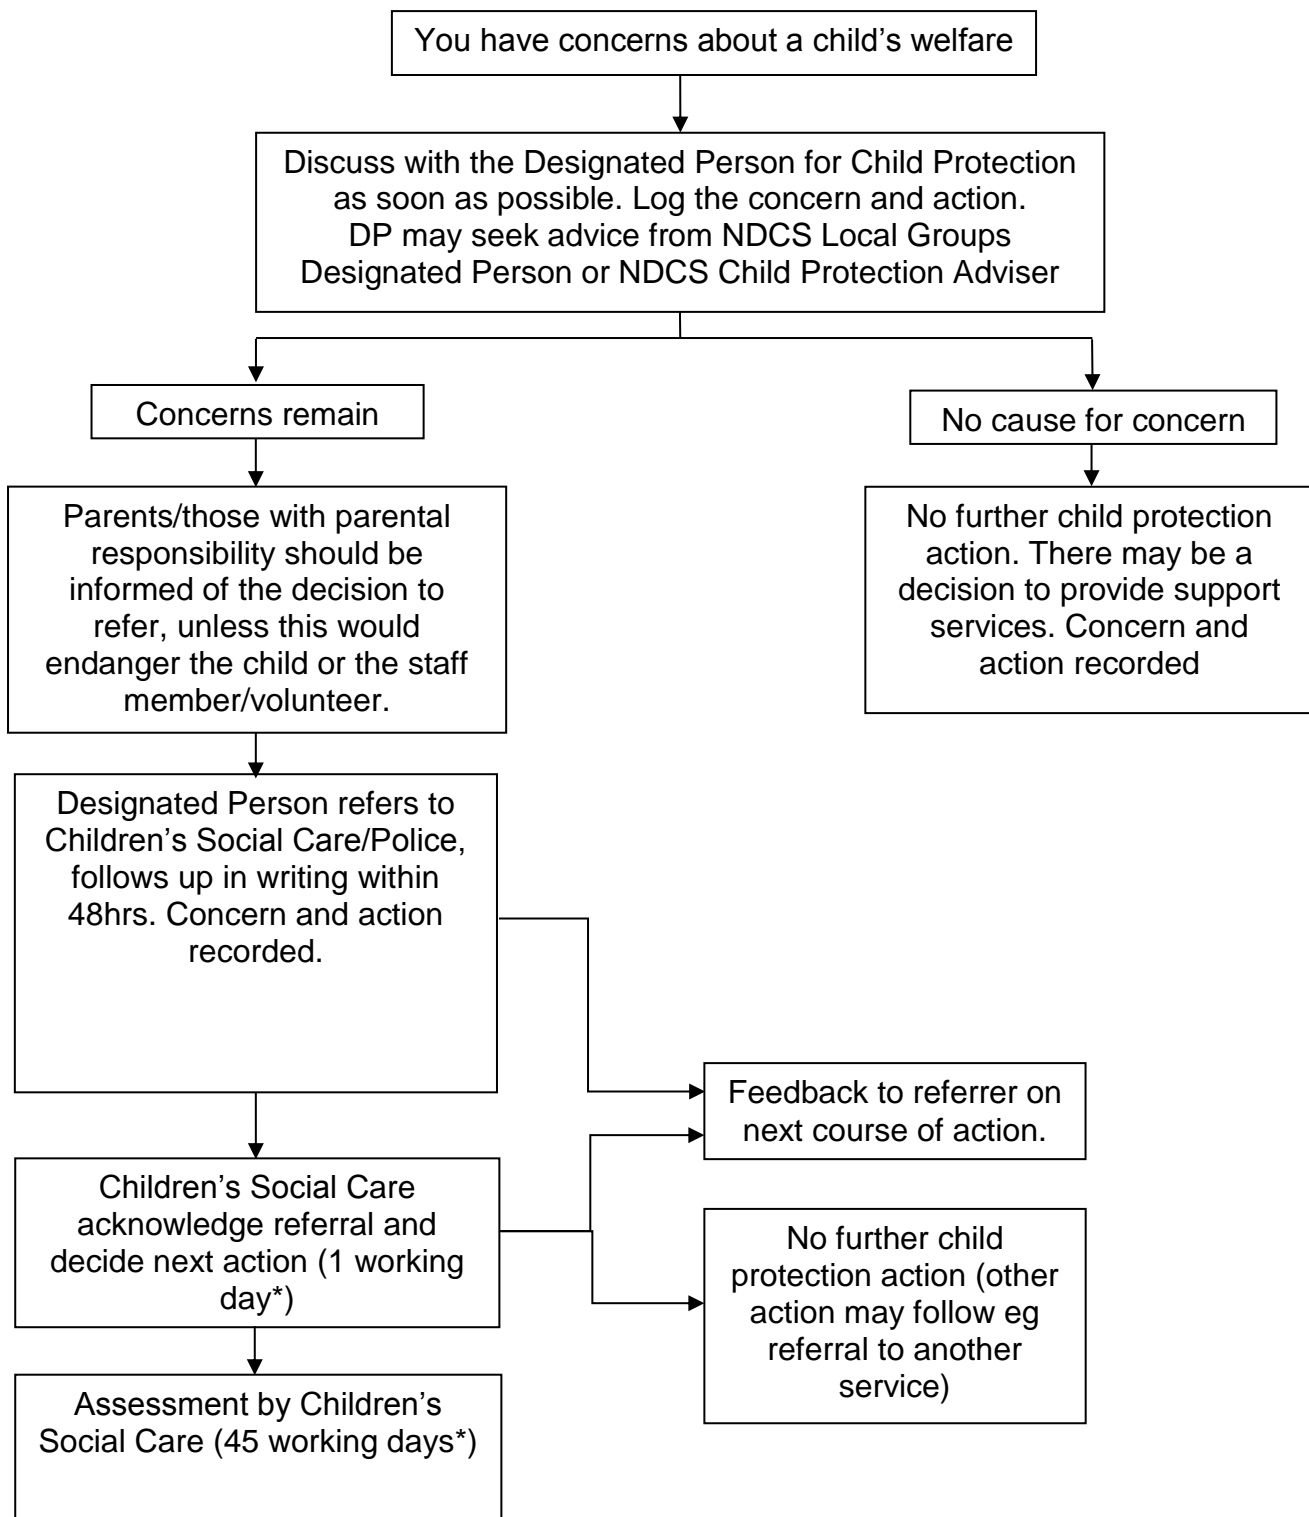 You have concerns about a child’s welfare
Discuss with the Designated Person for Child Protection
as soon as possible. Log the concern and action.
DP may seek advice from NDCS Local Groups
Designated Person or NDCS Child Protection Adviser
Concerns remain
No cause for concern
Parents/those with parental
responsibility should be
informed of the decision to
refer, unless this would
endanger the child or the staff
member/volunteer.
No further child protection
action. There may be a
decision to provide support
services. Concern and
action recorded
Designated Person refers to
Children’s Social Care/Police,
follows up in writing within
48hrs. Concern and action
recorded.
Feedback to referrer on
next course of action.
Children’s Social Care
acknowledge referral and
decide next action (1 working
day*)
No further child
protection action (other
action may follow eg
referral to another
service)
Assessment by Children’s
Social Care (45 working days*)